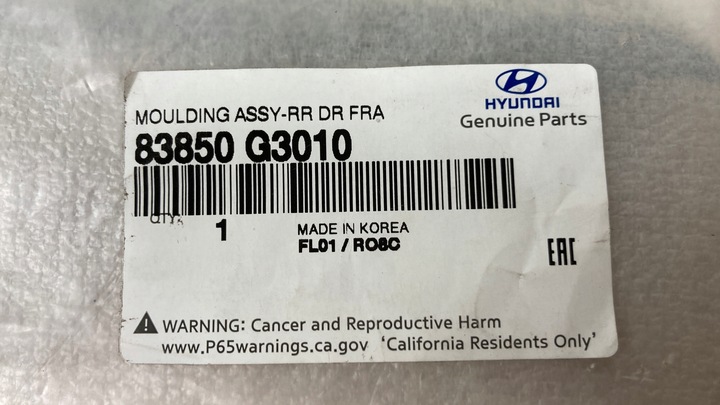 HYUNDAI
Genuine Parts
MOULDING ASSY-RR DR FRA
83850 G3010
QTY:
1
MADE IN KOREA
FL01 / RO8C
EAC
WARNING: Cancer and Reproductive Harm
www.P65warnings.ca.gov 'California Residents Only'